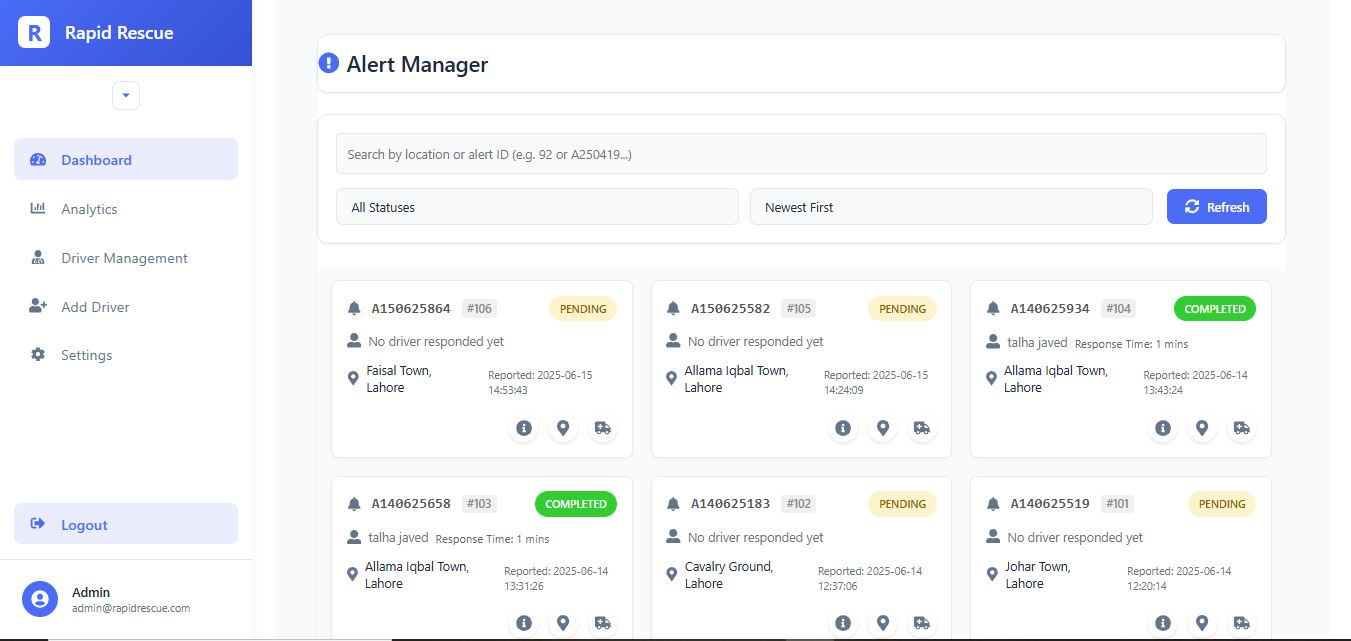 R Rapid Rescue
Dashboard
Analytics
Driver Management
Add Driver
Settings
Logout
Admin
admin@rapidrescue.com
Alert Manager
Search by location or alert ID (e.g. 92 or A250419...)
All Statuses
Newest First
Refresh
A150625864 #106 PENDING
No driver responded yet
Faisal Town,
Lahore
Reported: 2025-06-15
14:53:43
A150625582 #105 PENDING
No driver responded yet
Allama Iqbal Town,
Lahore
Reported: 2025-06-15
14:24:09
A140625934 #104 COMPLETED
talha javed Response Time: 1 mins
Allama Iqbal Town,
Lahore
Reported: 2025-06-14
13:43:24
A140625658 #103 COMPLETED
talha javed Response Time: 1 mins
Allama Iqbal Town,
Lahore
Reported: 2025-06-14
13:31:26
A140625183 #102 PENDING
No driver responded yet
Cavalry Ground,
Lahore
Reported: 2025-06-14
12:37:06
A140625519 #101 PENDING
No driver responded yet
Johar Town,
Lahore
Reported: 2025-06-14
12:20:14